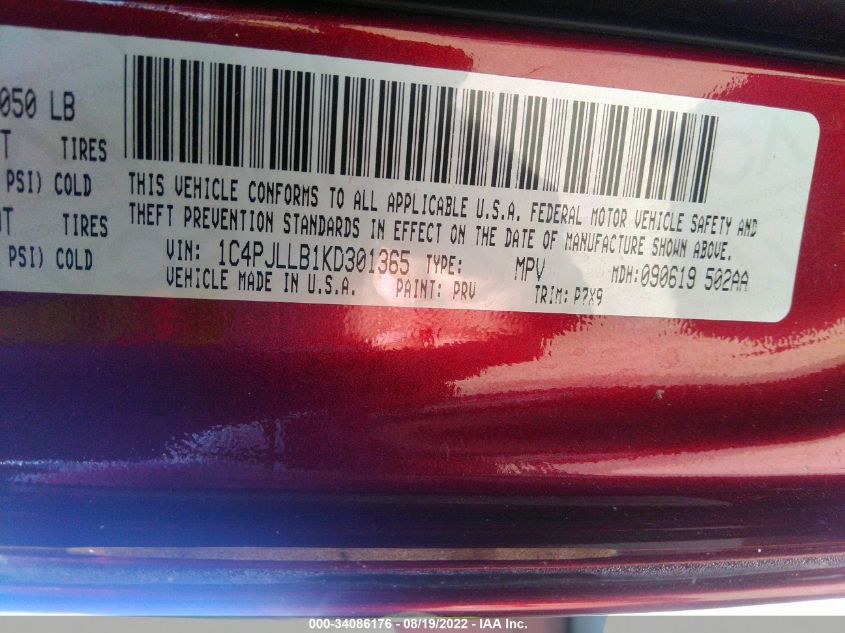 050 LB
T TIRES
PSI) COLD
THIS VEHICLE CONFORMS TO ALL APPLICABLE U.S.A. FEDERAL MOTOR VEHICLE SAFETY AND
THEFT PREVENTION STANDARDS IN EFFECT ON THE DATE OF MANUFACTURE SHOWN ABOVE.
UT TIRES
PSI) COLD
VIN: 1C4PJLLB1KD301365 TYPE: MPV MDH:090619 502AA
VEHICLE MADE IN U.S.A. PAINT: PRV TRIM: P7X9
000-34086176 - 08/19/2022 - IAA Inc.